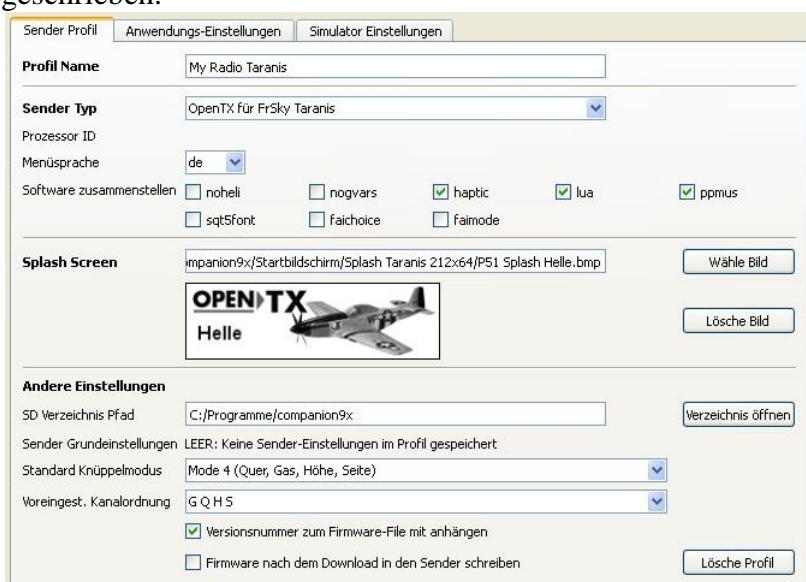 geschrieben.
Sender Profil Anwendungs-Einstellungen Simulator Einstellungen
Profil Name My Radio Taranis
Sender Typ OpenTX für FrSky Taranis
Prozessor ID
Menüsprache de
Software zusammenstellen noheli nogvars haptic lua ppmus
sqt5font faichoice faimode
Splash Screen ompanion9x/Startbildschirm/Splash Taranis 212x64/P51 Splash Helle.bmp Wähle Bild
OPEN TX
Helle
Lösche Bild
Andere Einstellungen
SD Verzeichnis Pfad C:/Programme/companion9x Verzeichnis öffnen
Sender Grundeinstellungen LEER: Keine Sender-Einstellungen im Profil gespeichert
Standard Knüppelmodus Mode 4 (Quer, Gas, Höhe, Seite)
Voreingest. Kanalordnung G Q H S
Versionsnummer zum Firmware-File mit anhängen
Firmware nach dem Download in den Sender schreiben Lösche Profil